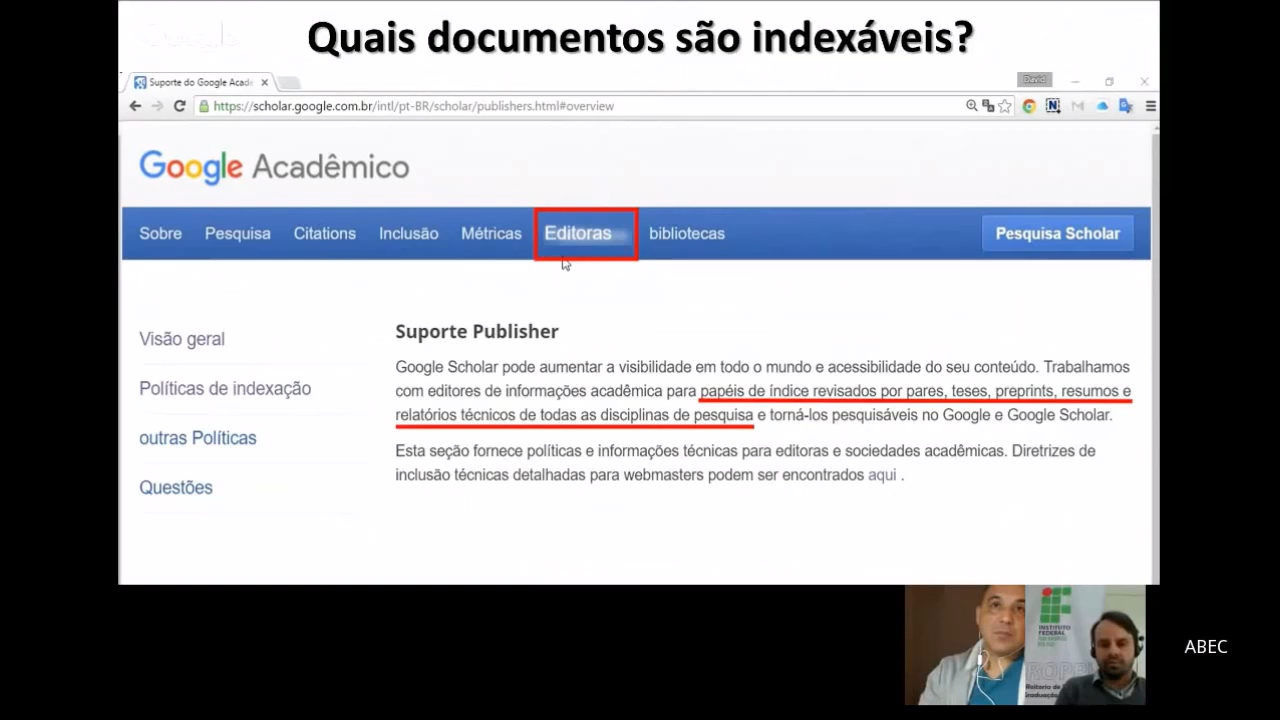 Quais documentos são indexáveis?
Suporte do Google Acade
David
https://scholar.google.com.br/intl/pt-BR/scholar/publishers.html#overview
Google Acadêmico
Sobre Pesquisa Citations Inclusão Métricas Editoras bibliotecas Pesquisa Scholar
Visão geral
Políticas de indexação
outras Políticas
Questões
Suporte Publisher
Google Scholar pode aumentar a visibilidade em todo o mundo e acessibilidade do seu conteúdo. Trabalhamos
com editores de informações acadêmica para papéis de índice revisados por pares, teses, preprints, resumos e
relatórios técnicos de todas as disciplinas de pesquisa e torná-los pesquisáveis no Google e Google Scholar.
Esta seção fornece políticas e informações técnicas para editoras e sociedades acadêmicas. Diretrizes de
inclusão técnicas detalhadas para webmasters podem ser encontrados aqui .
INSTITUTO
FEDERAL
ABEC